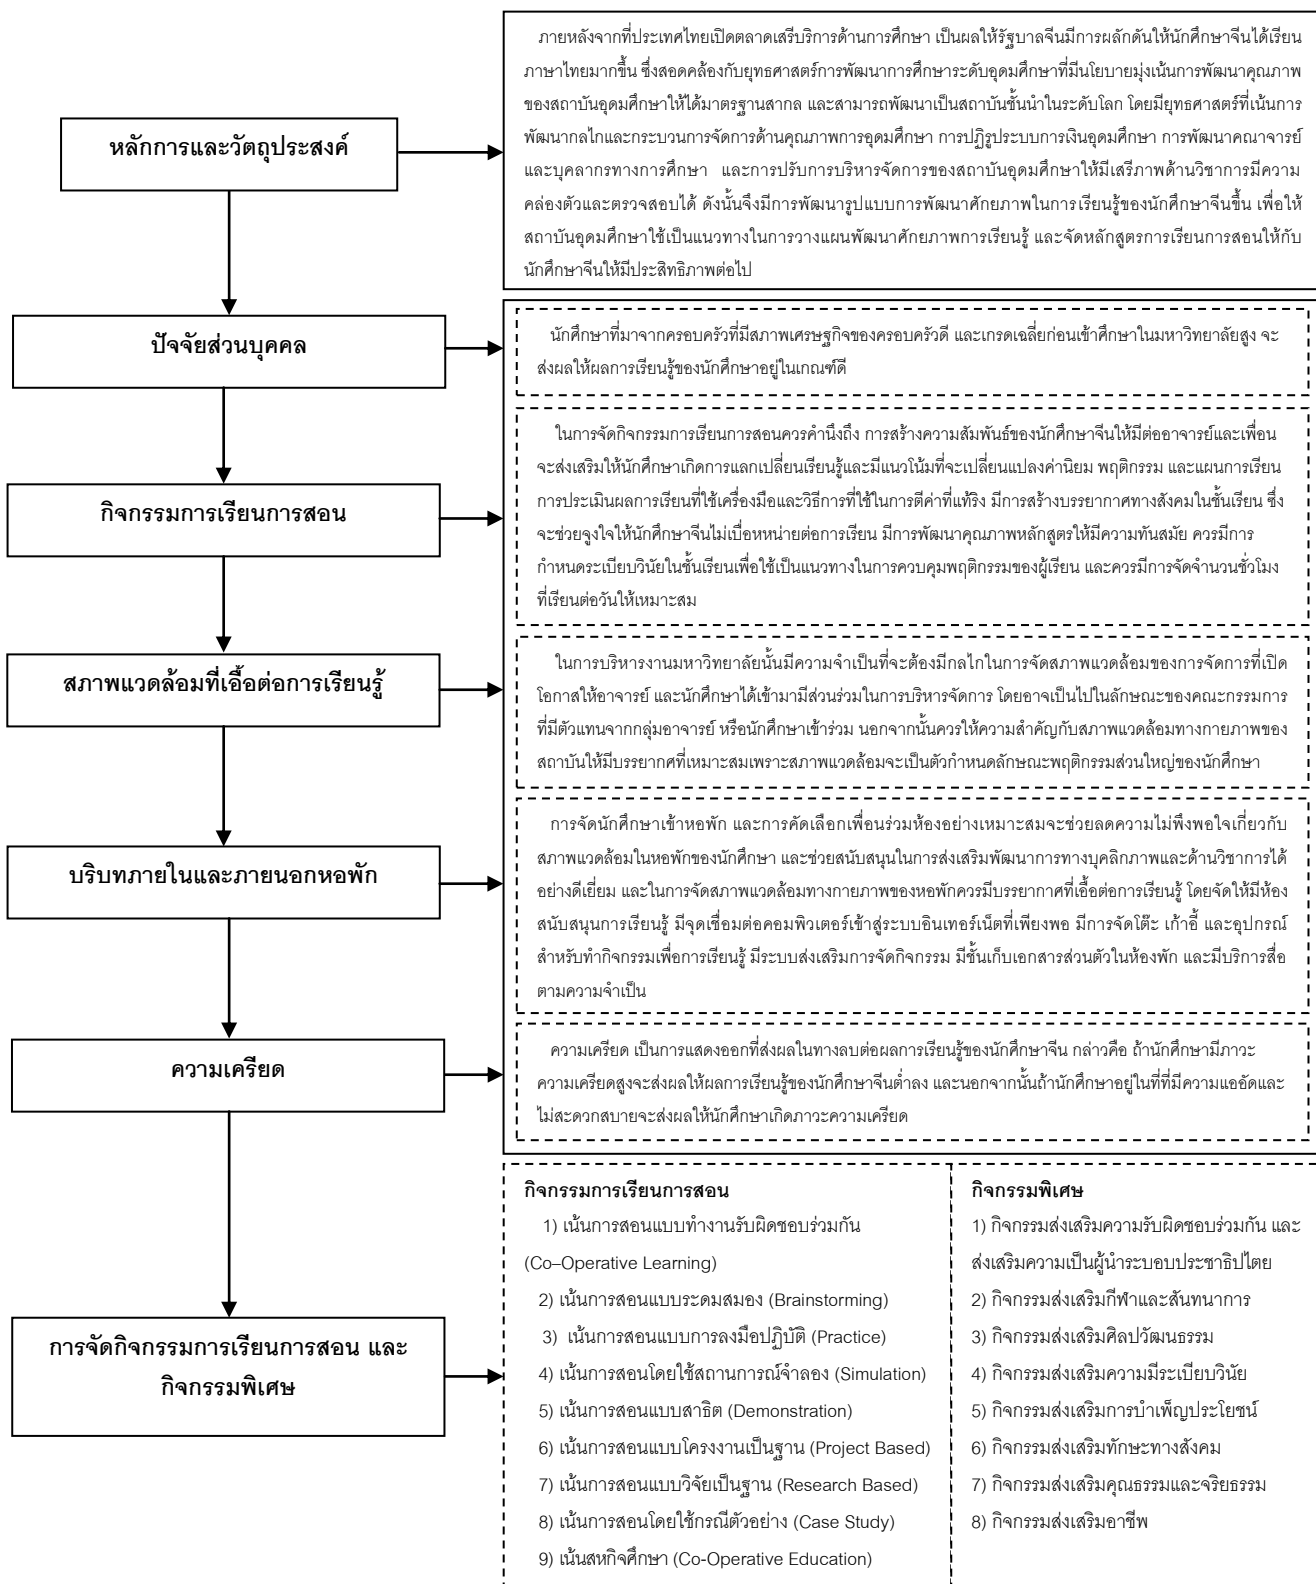 หลักการและวัตถุประสงค์
ภายหลังจากที่ประเทศไทยเปิดตลาดเสรีบริการด้านการศึกษา เป็นผลให้รัฐบาลจีนมีการผลักดันให้นักศึกษาจีนได้เรียน
ภาษาไทยมากขึ้น ซึ่งสอดคล้องกับยุทธศาสตร์การพัฒนาการศึกษาระดับอุดมศึกษาที่มีนโยบายมุ่งเน้นการพัฒนาคุณภาพ
ของสถาบันอุดมศึกษาให้ได้มาตรฐานสากล และสามารถพัฒนาเป็นสถาบันชั้นนำในระดับโลก โดยมียุทธศาสตร์ที่เน้นการ
พัฒนากลไกและกระบวนการจัดการด้านคุณภาพการอุดมศึกษา การปฏิรูประบบการเงินอุดมศึกษา การพัฒนาคณาจารย์
และบุคลากรทางการศึกษา และการปรับการบริหารจัดการของสถาบันอุดมศึกษาให้มีเสรีภาพด้านวิชาการมีความ
คล่องตัวและตรวจสอบได้ ดังนั้นจึงมีการพัฒนารูปแบบการพัฒนาศักยภาพในการเรียนรู้ของนักศึกษาจีนขึ้น เพื่อให้
สถาบันอุดมศึกษาใช้เป็นแนวทางในการวางแผนพัฒนาศักยภาพการเรียนรู้ และจัดหลักสูตรการเรียนการสอนให้กับ
นักศึกษาจีนให้มีประสิทธิภาพต่อไป
ปัจจัยส่วนบุคคล
นักศึกษาที่มาจากครอบครัวที่มีสภาพเศรษฐกิจของครอบครัวดี และเกรดเฉลี่ยก่อนเข้าศึกษาในมหาวิทยาลัยสูง จะ
ส่งผลให้ผลการเรียนรู้ของนักศึกษาอยู่ในเกณฑ์ดี
กิจกรรมการเรียนการสอน
ในการจัดกิจกรรมการเรียนการสอนควรคำนึงถึง การสร้างความสัมพันธ์ของนักศึกษาจีนให้มีต่ออาจารย์และเพื่อน
จะส่งเสริมให้นักศึกษาเกิดการแลกเปลี่ยนเรียนรู้และมีแนวโน้มที่จะเปลี่ยนแปลงค่านิยม พฤติกรรม และแผนการเรียน
การประเมินผลการเรียนที่ใช้เครื่องมือและวิธีการที่ใช้ในการตีค่าที่แท้จริง มีการสร้างบรรยากาศทางสังคมในชั้นเรียน ซึ่ง
จะช่วยจูงใจให้นักศึกษาจีนไม่เบื่อหหน่ายต่อการเรียน มีการพัฒนาคุณภาพหลักสูตรให้มีความทันสมัย ควรมีการ
กำหนดระเบียบวินัยในชั้นเรียนเพื่อใช้เป็นแนวทางในการควบคุมพฤติกรรมของผู้เรียน และควรมีการจัดจำนวนชั่วโมง
ที่เรียนต่อวันให้เหมาะสม
สภาพแวดล้อมที่เอื้อต่อการเรียนรู้
ในการบริหารงานมหาวิทยาลัยนั้นมีความจำเป็นที่จะต้องมีกลไกในการจัดสภาพแวดล้อมของการจัดการที่เปิด
โอกาสให้อาจารย์ และนักศึกษาได้เข้ามามีส่วนร่วมในการบริหารจัดการ โดยอาจเป็นไปในลักษณะของคณะกรรมการ
ที่มีตัวแทนจากกลุ่มอาจารย์ หรือนักศึกษาเข้าร่วม นอกจากนั้นควรให้ความสำคัญกับสภาพแวดล้อมทางกายภาพของ
สถาบันให้มีบรรยากาศที่เหมาะสมเพราะสภาพแวดล้อมจะเป็นตัวกำหนดลักษณะพฤติกรรมส่วนใหญ่ของนักศึกษา
บริบทภายในและภายนอกหอพัก
การจัดนักศึกษาเข้าหอพัก และการคัดเลือกเพื่อนร่วมห้องอย่างเหมาะสมจะช่วยลดความไม่พึงพอใจเกี่ยวกับ
สภาพแวดล้อมในหอพักของนักศึกษา และช่วยสนับสนุนในการส่งเสริมพัฒนาการทางบุคลิกภาพและด้านวิชาการได้
อย่างดีเยี่ยม และในการจัดสภาพแวดล้อมทางกายภาพของหอพักควรมีบรรยากาศที่เอื้อต่อการเรียนรู้ โดยจัดให้มีห้อง
สนับสนุนการเรียนรู้ มีจุดเชื่อมต่อคอมพิวเตอร์เข้าสู่ระบบอินเทอร์เน็ตที่เพียงพอ มีการจัดโต๊ะ เก้าอี้ และอุปกรณ์
สำหรับทำกิจกรรมเพื่อการเรียนรู้ มีระบบส่งเสริมการจัดกิจกรรม มีชั้นเก็บเอกสารส่วนตัวในห้องพัก และมีบริการสื่อ
ตามความจำเป็น
ความเครียด
ความเครียด เป็นการแสดงออกที่ส่งผลในทางลบต่อผลการเรียนรู้ของนักศึกษาจีน กล่าวคือ ถ้านักศึกษามีภาวะ
ความเครียดสูงจะส่งผลให้ผลการเรียนรู้ของนักศึกษาจีนต่ำลง และนอกจากนั้นถ้านักศึกษาอยู่ในที่ที่มีความแออัดและ
ไม่สะดวกสบายจะส่งผลให้นักศึกษาเกิดภาวะความเครียด
การจัดกิจกรรมการเรียนการสอน และ
กิจกรรมพิเศษ
กิจกรรมการเรียนการสอน
1) เน้นการสอนแบบทำงานรับผิดชอบร่วมกัน
(Co–Operative Learning)
2) เน้นการสอนแบบระดมสมอง (Brainstorming)
3) เน้นการสอนแบบการลงมือปฏิบัติ (Practice)
4) เน้นการสอนโดยใช้สถานการณ์จำลอง (Simulation)
5) เน้นการสอนแบบสาธิต (Demonstration)
6) เน้นการสอนแบบโครงงานเป็นฐาน (Project Based)
7) เน้นการสอนแบบวิจัยเป็นฐาน (Research Based)
8) เน้นการสอนโดยใช้กรณีตัวอย่าง (Case Study)
9) เน้นสหกิจศึกษา (Co-Operative Education)
กิจกรรมพิเศษ
1) กิจกรรมส่งเสริมความรับผิดชอบร่วมกัน และ
ส่งเสริมความเป็นผู้นำระบอบประชาธิปไตย
2) กิจกรรมส่งเสริมกีฬาและสันทนาการ
3) กิจกรรมส่งเสริมศิลปวัฒนธรรม
4) กิจกรรมส่งเสริมความมีระเบียบวินัย
5) กิจกรรมส่งเสริมการบำเพ็ญประโยชน์
6) กิจกรรมส่งเสริมทักษะทางสังคม
7) กิจกรรมส่งเสริมคุณธรรมและจริยธรรม
8) กิจกรรมส่งเสริมอาชีพ